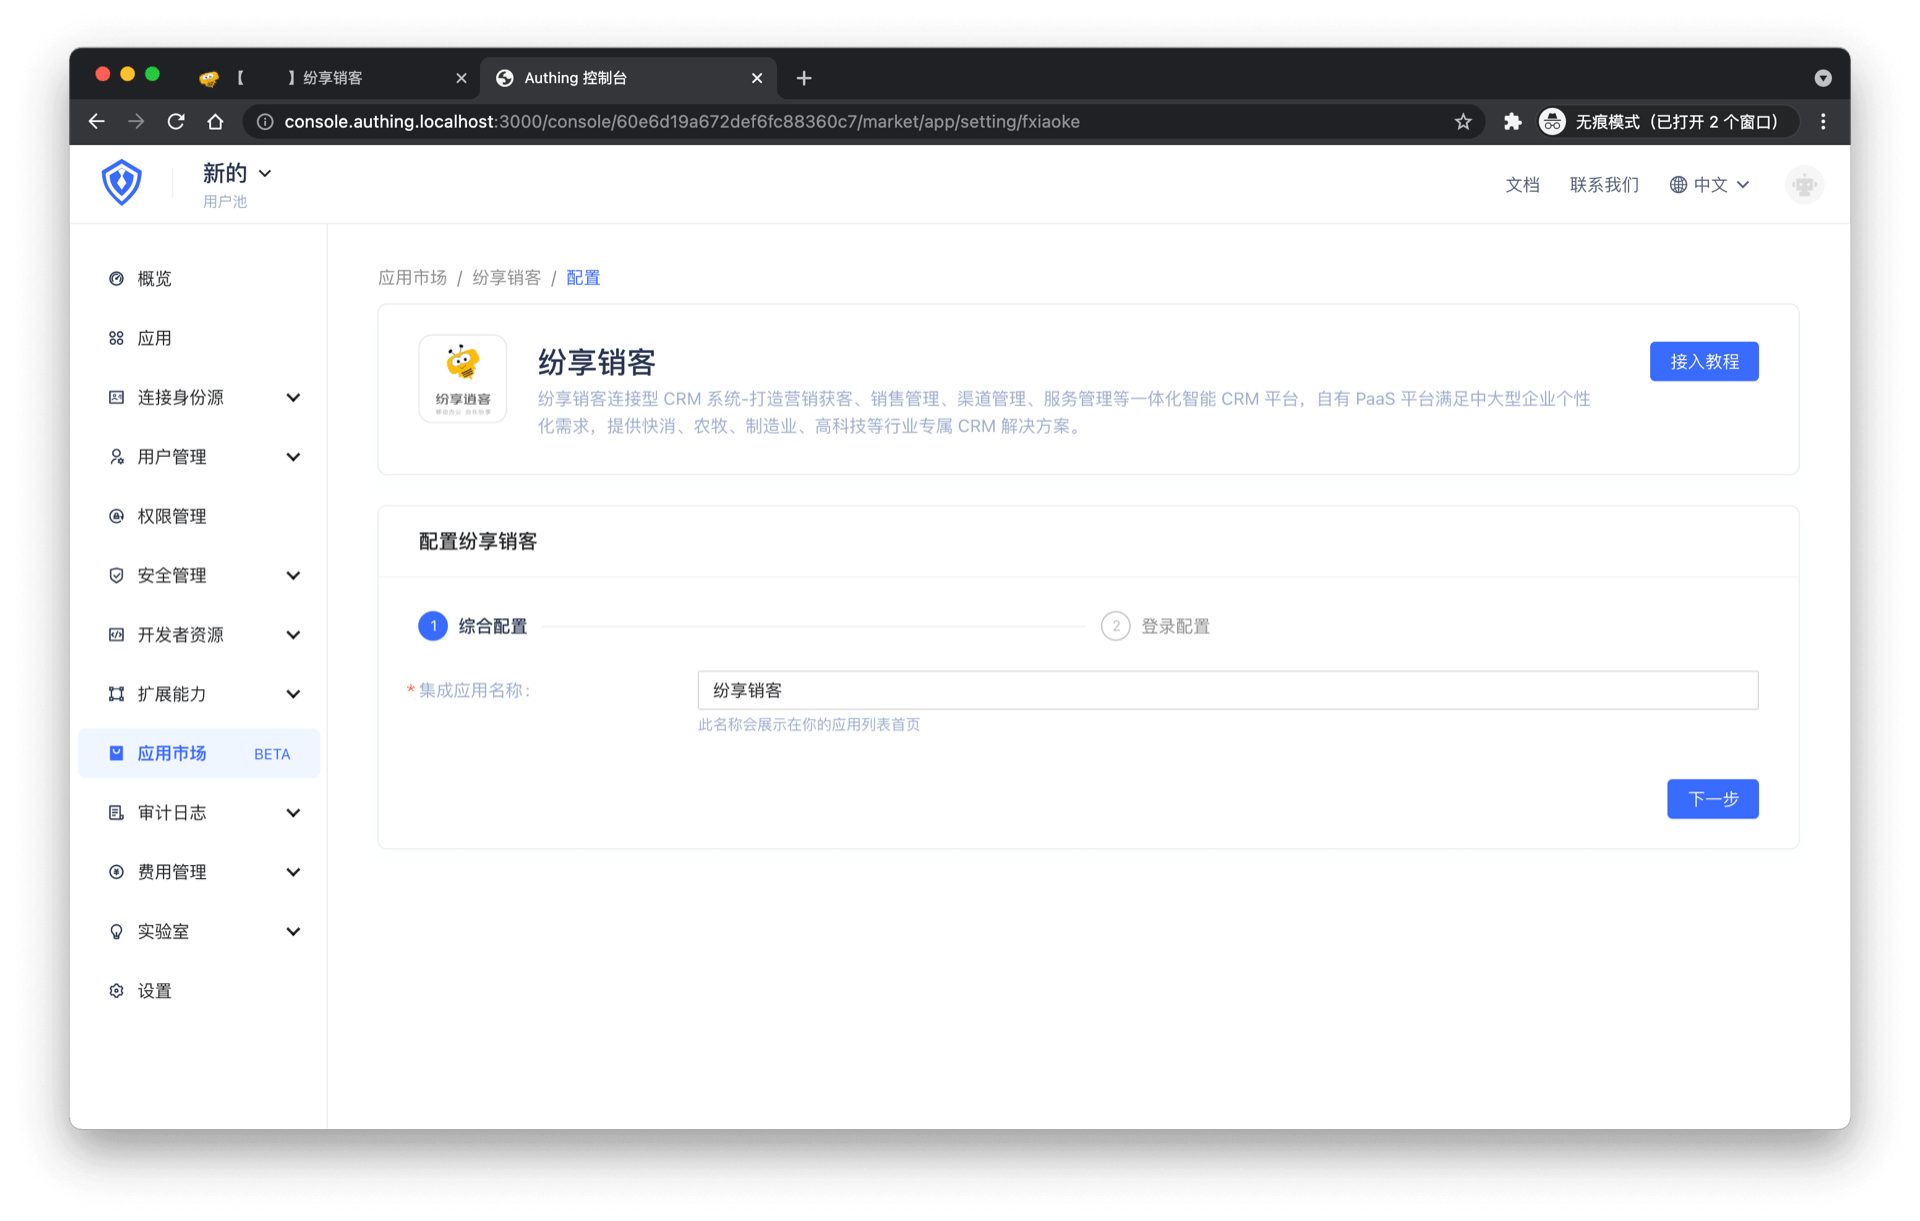 【 】纷享销客
Authing 控制台
console.authing.localhost:3000/console/60e6d19a672def6fc88360c7/market/app/setting/fxiaoke
无痕模式（已打开 2 个窗口）
新的
用户池
文档
联系我们
中文
概览
应用
连接身份源
用户管理
权限管理
安全管理
开发者资源
扩展能力
应用市场 BETA
审计日志
费用管理
实验室
设置
应用市场 / 纷享销客 / 配置
纷享逍客
移动办公 自在纷享
纷享销客
接入教程
纷享销客连接型 CRM 系统-打造营销获客、销售管理、渠道管理、服务管理等一体化智能 CRM 平台，自有 PaaS 平台满足中大型企业个性
化需求，提供快消、农牧、制造业、高科技等行业专属 CRM 解决方案。
配置纷享销客
1 综合配置
2 登录配置
* 集成应用名称:
纷享销客
此名称会展示在你的应用列表首页
下一步